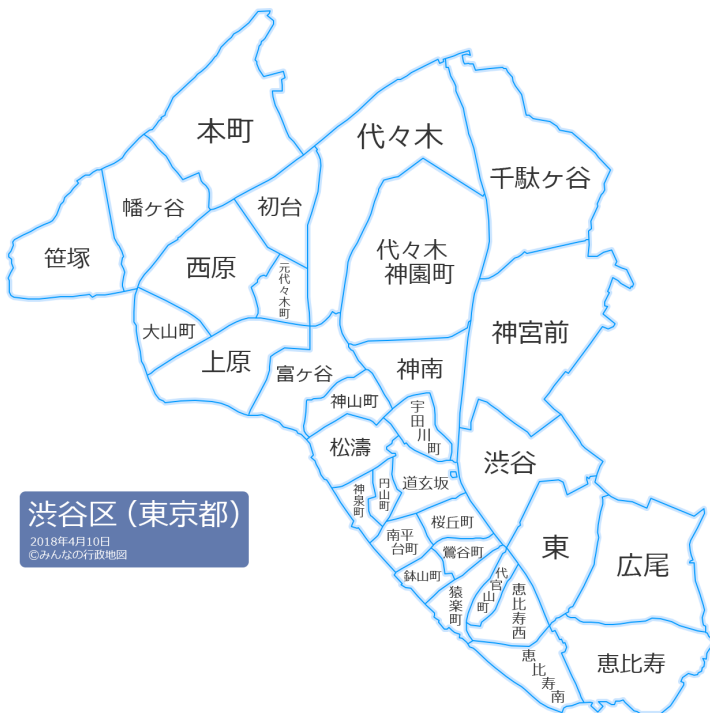 本町
代々木
千駄ヶ谷
幡ヶ谷
初台
笹塚
西原
代々木
神園町
元代々木町
大山町
上原
神宮前
富ヶ谷
神南
神山町
宇田川町
松濤
渋谷
道玄坂
円山町
神泉町
桜丘町
南平
台町
鶯谷町
東
広尾
鉢山町
猿楽町
代官山町
恵比寿西
恵比寿
恵比寿南
渋谷区（東京都）
2018年4月10日
©みんなの行政地図